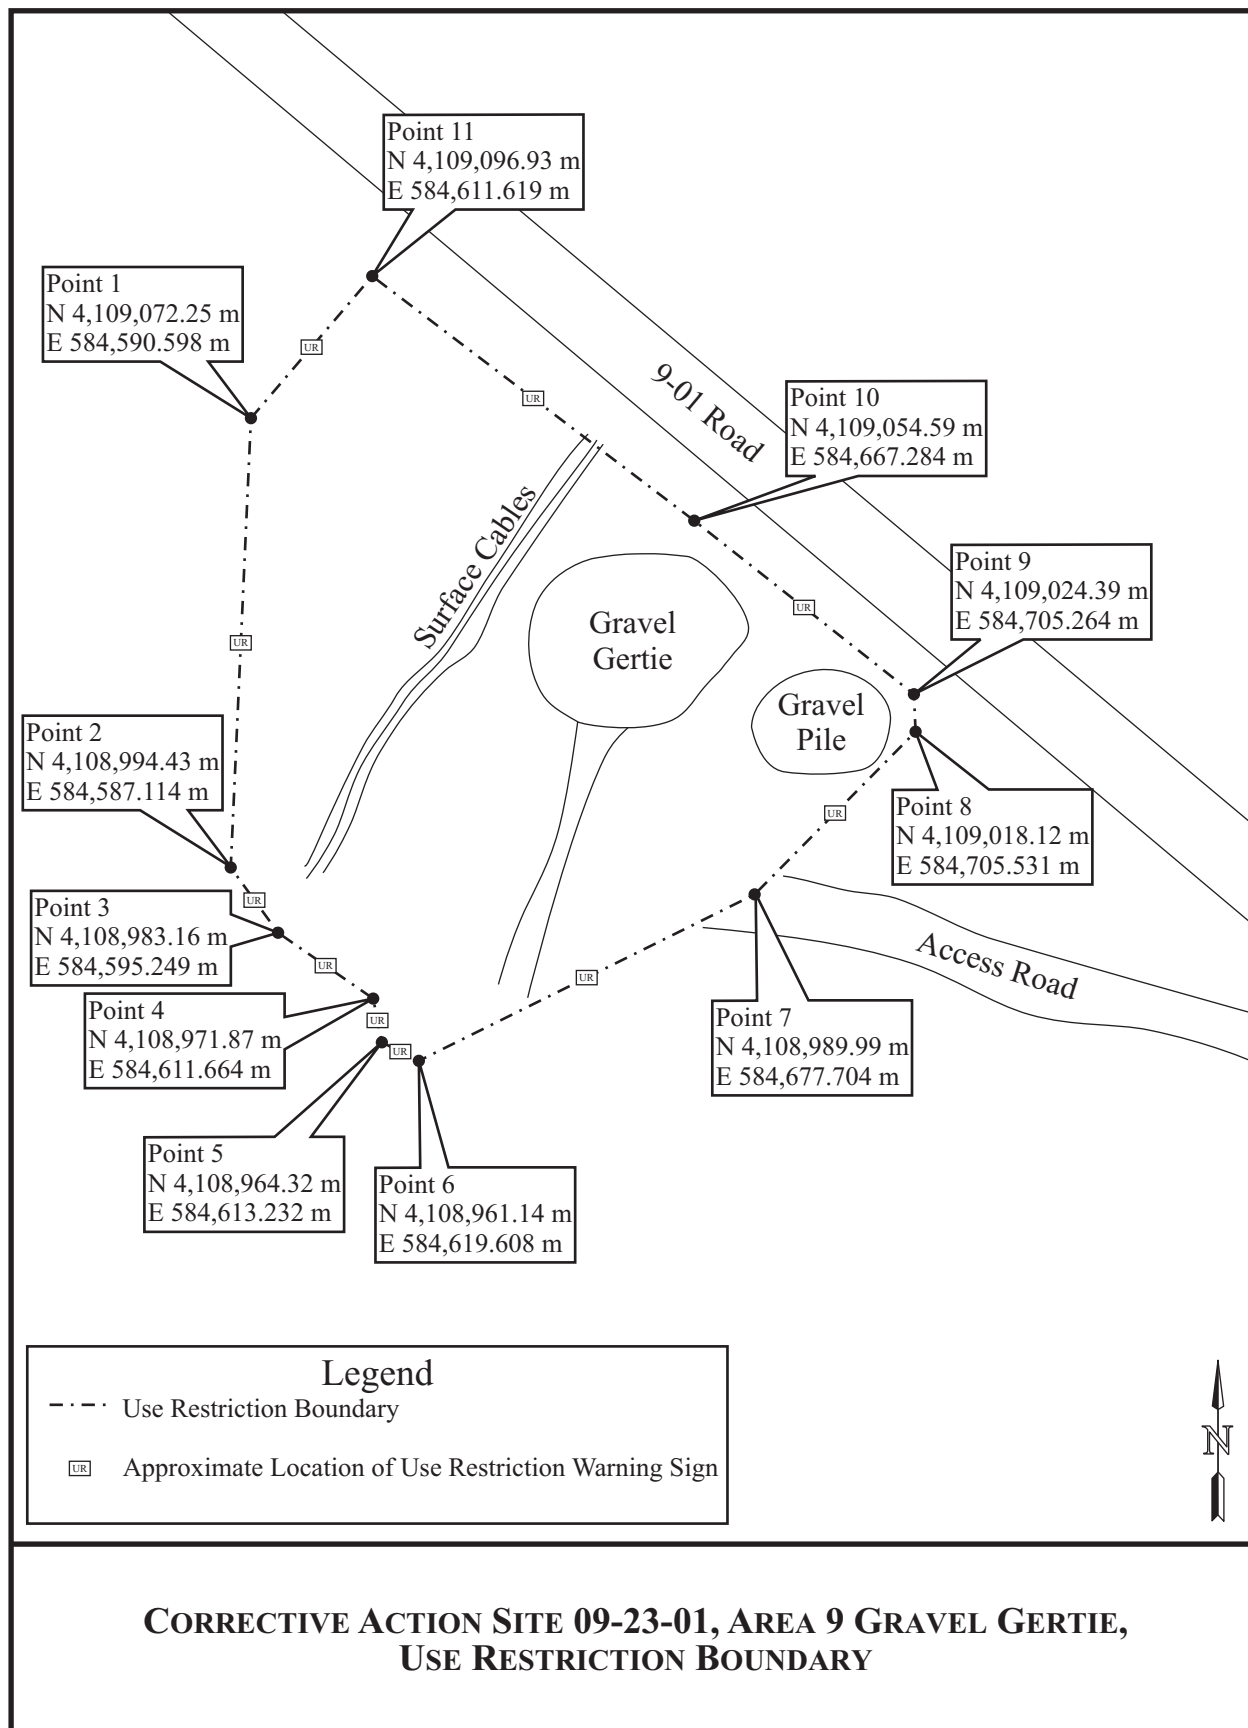 Point 11
N 4,109,096.93 m
E 584,611.619 m
Point 1
N 4,109,072.25 m
E 584,590.598 m
UR
UR
9-01 Road
Point 10
N 4,109,054.59 m
E 584,667.284 m
Surface Cables
Point 9
N 4,109,024.39 m
E 584,705.264 m
UR
Gravel
Gertie
UR
Gravel
Pile
Point 2
N 4,108,994.43 m
E 584,587.114 m
Point 8
N 4,109,018.12 m
E 584,705.531 m
UR
UR
Point 3
N 4,108,983.16 m
E 584,595.249 m
UR
UR
Access Road
Point 4
N 4,108,971.87 m
E 584,611.664 m
UR
UR
Point 7
N 4,108,989.99 m
E 584,677.704 m
Point 5
N 4,108,964.32 m
E 584,613.232 m
Point 6
N 4,108,961.14 m
E 584,619.608 m
Legend
Use Restriction Boundary
UR Approximate Location of Use Restriction Warning Sign
N
CORRECTIVE ACTION SITE 09-23-01, AREA 9 GRAVEL GERTIE,
USE RESTRICTION BOUNDARY